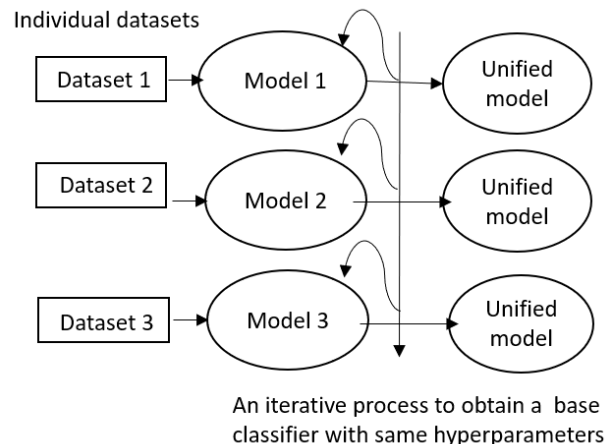 Individual datasets
Dataset 1
Model 1
Unified
model
Dataset 2
Model 2
Unified
model
Dataset 3
Model 3
Unified
model
An iterative process to obtain a base
classifier with same hyperparameters